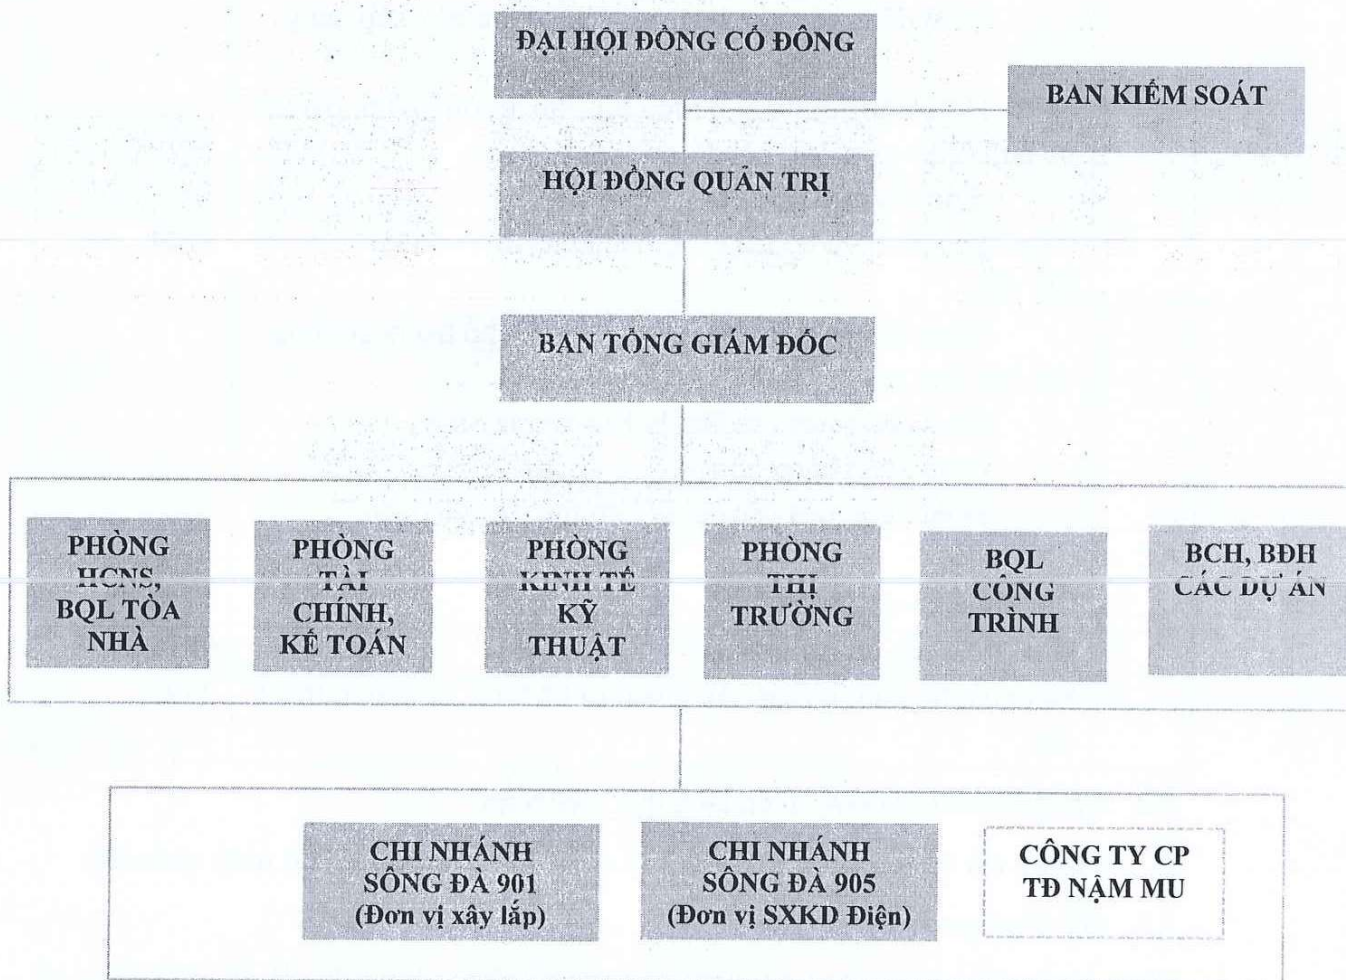 ĐẠI HỘI ĐỒNG CỔ ĐÔNG
BAN KIỂM SOÁT
HỘI ĐỒNG QUẢN TRỊ
BAN TỔNG GIÁM ĐỐC
PHÒNG
HCNS,
BQL TÒA
NHÀ
PHÒNG
TÀI
CHÍNH,
KẾ TOÁN
PHÒNG
KINH TẾ
KỸ
THUẬT
PHÒNG
THỊ
TRƯỜNG
BQL
CÔNG
TRÌNH
BCH, BĐH
CÁC DỰ ÁN
CHI NHÁNH
SÔNG ĐÀ 901
(Đơn vị xây lắp)
CHI NHÁNH
SÔNG ĐÀ 905
(Đơn vị SXKD Điện)
CÔNG TY CP
TĐ NẬM MU